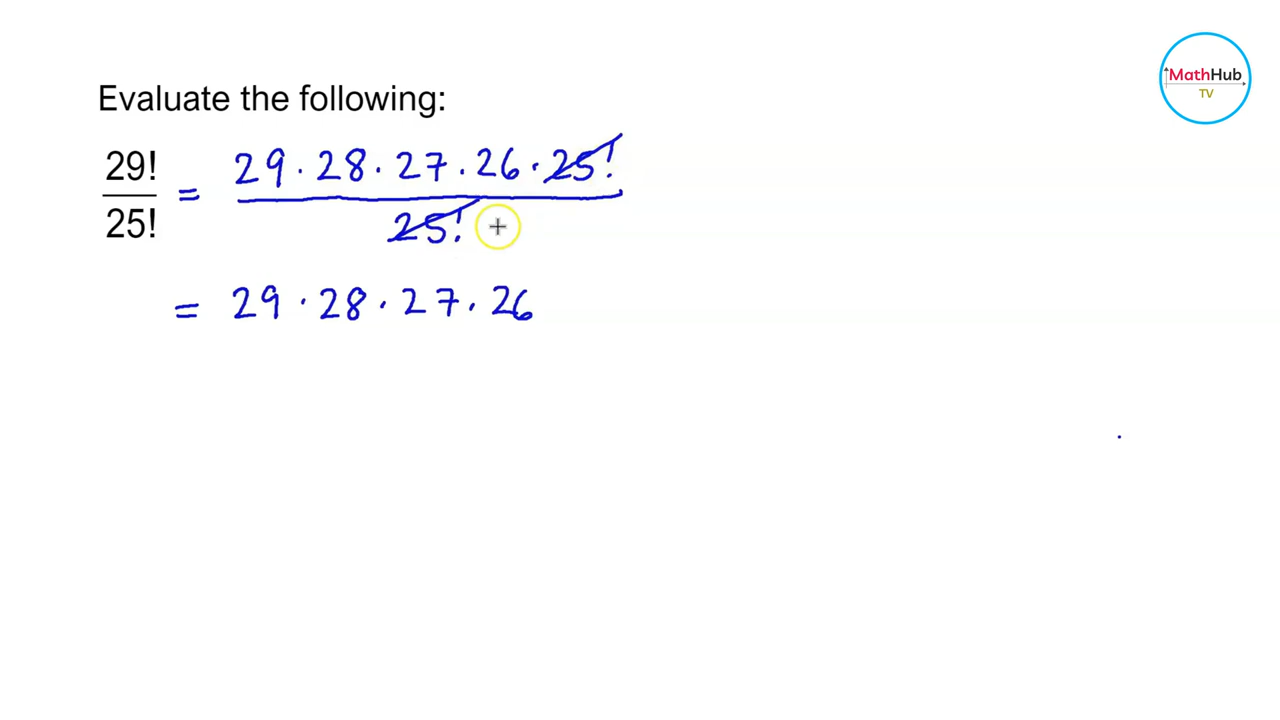 MathHub
TV
Evaluate the following:
29! / 25! = 29 · 28 · 27 · 26 · 25! / 25!
= 29 · 28 · 27 · 26